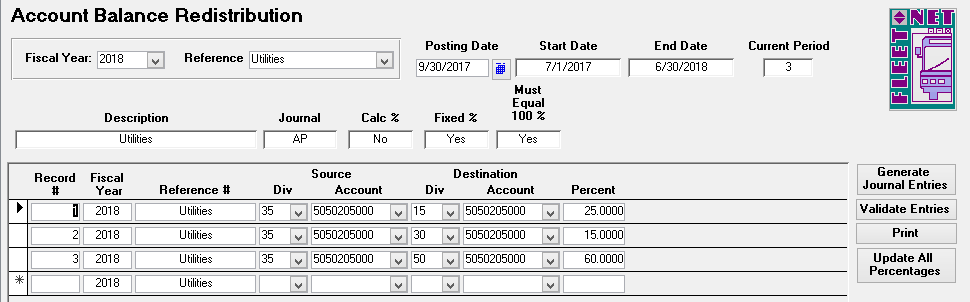 Account Balance Redistribution
Fiscal Year: 2018 Reference Utilities
Posting Date Start Date End Date Current Period
9/30/2017 7/1/2017 6/30/2018 3
FLEET NET
Description Journal Calc % Fixed % Must Equal 100 %
Utilities AP No Yes Yes
Source Destination
Record # Fiscal Year Reference # Div Account Div Account Percent
1 2018 Utilities 35 5050205000 15 5050205000 25.0000
2 2018 Utilities 35 5050205000 30 5050205000 15.0000
3 2018 Utilities 35 5050205000 50 5050205000 60.0000
* 2018 Utilities
Generate Journal Entries
Validate Entries
Print
Update All Percentages